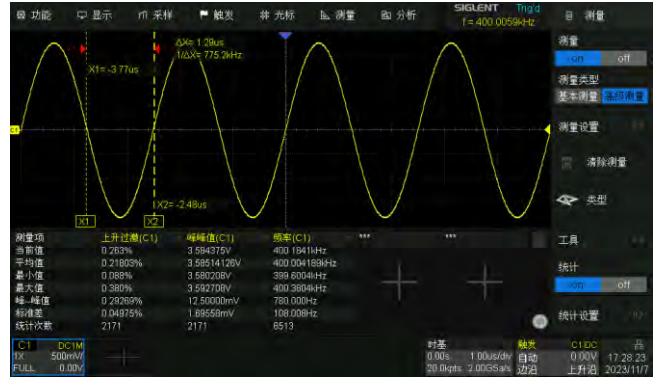 功能 显示 采样 触发 光标 测量 分析 SIGLENT Trig'd 测量
f = 400.0059kHz
ΔX= 1.29us
1/ΔX= 775.2kHz
X1= -3.77us
X2= -2.48us
X1 X2
C1
测量
on off
测量类型
基本测量 高级测量
测量设置
清除测量
类型
工具
统计
on off
统计设置
测量项 上升过激(C1) 峰峰值(C1) 频率(C1) *** ***
当前值 0.263% 3.584375V 400.1841kHz
平均值 0.21803% 3.58514126V 400.004189kHz
最小值 0.088% 3.580208V 399.6004kHz
最大值 0.380% 3.592708V 400.3804kHz
峰-峰值 0.29269% 12.50000mV 780.000Hz
标准差 0.04975% 1.89558mV 108.008Hz
统计次数 2171 2171 6513
C1 DC1M
1X 500mV/
FULL 0.00V
时基
0.00s 1.00us/div
20.0kpts 2.00GSa/s
触发 C1 DC
自动 0.00V
边沿 上升沿
17:28:23
2023/11/7